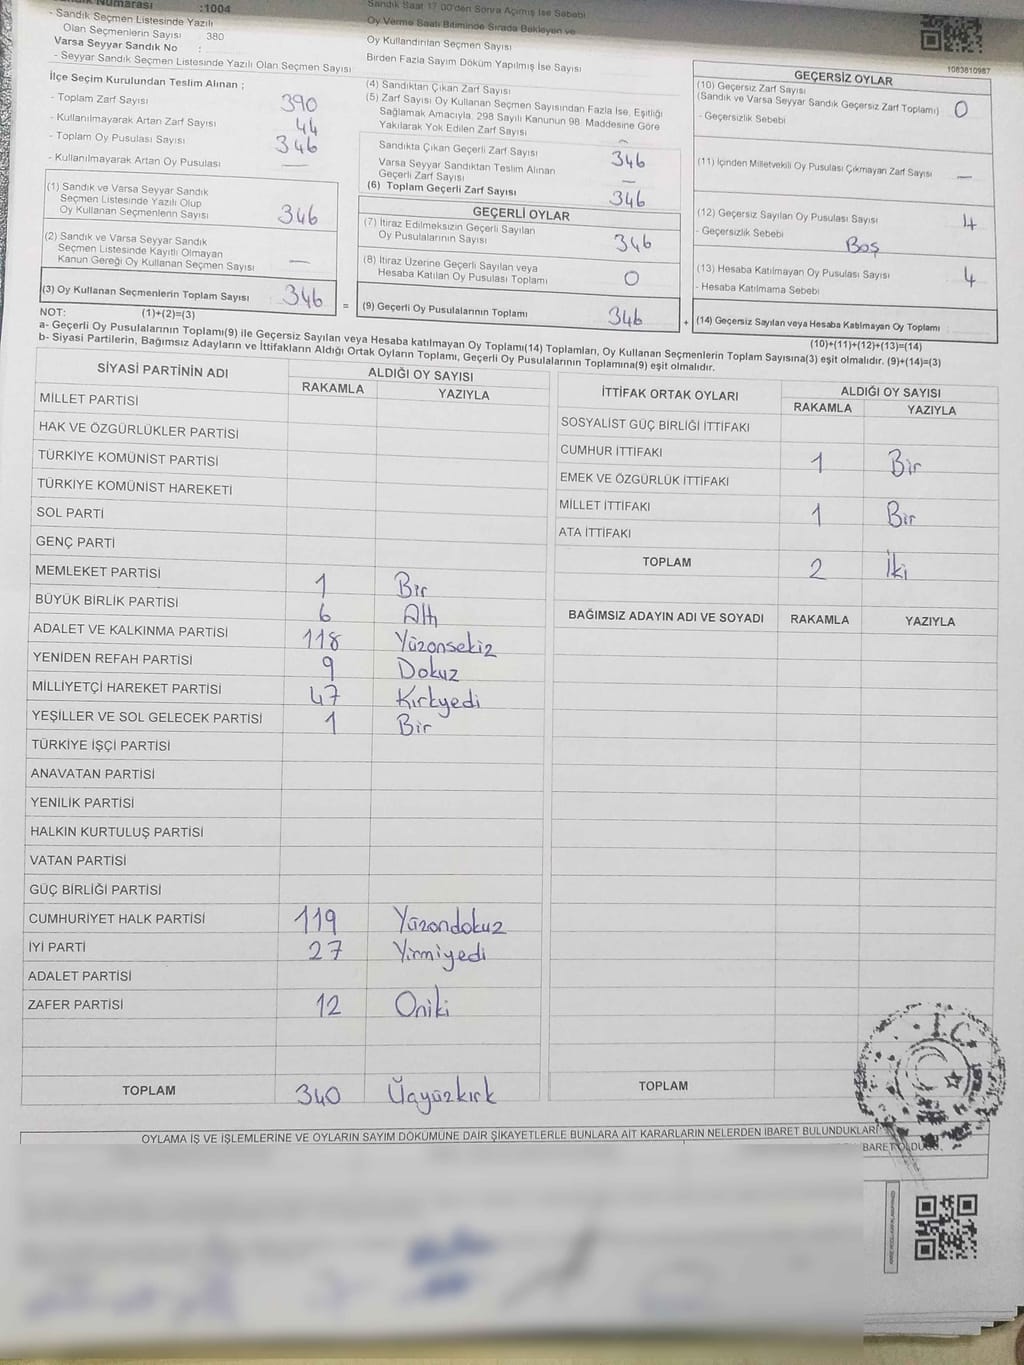 Sandık Numarası :1004
- Sandık Seçmen Listesinde Yazılı
Olan Seçmenlerin Sayısı 380
Varsa Seyyar Sandık No :
- Seyyar Sandık Seçmen Listesinde Yazılı Olan Seçmen Sayısı
İlçe Seçim Kurulundan Teslim Alınan ;
- Toplam Zarf Sayısı 390
- Kullanılmayarak Artan Zarf Sayısı 44
- Toplam Oy Pusulası Sayısı 346
- Kullanılmayarak Artan Oy Pusulası —
(1) Sandık ve Varsa Seyyar Sandık
Seçmen Listesinde Yazılı Olup
Oy Kullanan Seçmenlerin Sayısı 346
(2) Sandık ve Varsa Seyyar Sandık
Seçmen Listesinde Kayıtlı Olmayan
Kanun Gereği Oy Kullanan Seçmen Sayısı —
(3) Oy Kullanan Seçmenlerin Toplam Sayısı 346
Sandık Saat 17.00'den Sonra Açılmış İse Sebebi
Oy Verme Saati Bitiminde Sırada Bekleyen ve
Oy Kullandırılan Seçmen Sayısı
Birden Fazla Sayım Döküm Yapılmış İse Sayısı
(4) Sandıktan Çıkan Zarf Sayısı
(5) Zarf Sayısı Oy Kullanan Seçmen Sayısından Fazla İse, Eşitliği
Sağlamak Amacıyla, 298 Sayılı Kanunun 98. Maddesine Göre
Yakılarak Yok Edilen Zarf Sayısı
Sandıkta Çıkan Geçerli Zarf Sayısı 346
Varsa Seyyar Sandıktan Teslim Alınan
Geçerli Zarf Sayısı —
(6) Toplam Geçerli Zarf Sayısı 346
GEÇERLİ OYLAR
(7) İtiraz Edilmeksizin Geçerli Sayılan
Oy Pusulalarının Sayısı 346
(8) İtiraz Üzerine Geçerli Sayılan veya
Hesaba Katılan Oy Pusulası Toplamı 0
= (9) Geçerli Oy Pusulalarının Toplamı 346
1083810987
GEÇERSİZ OYLAR
(10) Geçersiz Zarf Sayısı
(Sandık ve Varsa Seyyar Sandık Geçersiz Zarf Toplamı) 0
- Geçersizlik Sebebi
(11) İçinden Milletvekili Oy Pusulası Çıkmayan Zarf Sayısı —
(12) Geçersiz Sayılan Oy Pusulası Sayısı 4
- Geçersizlik Sebebi Boş
(13) Hesaba Katılmayan Oy Pusulası Sayısı 4
- Hesaba Katılmama Sebebi
+ (14) Geçersiz Sayılan veya Hesaba Katılmayan Oy Toplamı
NOT: (1)+(2)=(3)
(10)+(11)+(12)+(13)=(14)
a- Geçerli Oy Pusulalarının Toplamı(9) ile Geçersiz Sayılan veya Hesaba katılmayan Oy Toplamı(14) Toplamları, Oy Kullanan Seçmenlerin Toplam Sayısına(3) eşit olmalıdır. (9)+(14)=(3)
b- Siyasi Partilerin, Bağımsız Adayların ve İttifakların Aldığı Ortak Oyların Toplamı, Geçerli Oy Pusulalarının Toplamına(9) eşit olmalıdır.
SİYASİ PARTİNİN ADI ALDIĞI OY SAYISI
RAKAMLA YAZIYLA
MİLLET PARTİSİ
HAK VE ÖZGÜRLÜKLER PARTİSİ
TÜRKİYE KOMÜNİST PARTİSİ
TÜRKİYE KOMÜNİST HAREKETİ
SOL PARTİ
GENÇ PARTİ
MEMLEKET PARTİSİ 1 Bir
BÜYÜK BİRLİK PARTİSİ 6 Altı
ADALET VE KALKINMA PARTİSİ 118 Yüzonsekiz
YENİDEN REFAH PARTİSİ 9 Dokuz
MİLLİYETÇİ HAREKET PARTİSİ 47 Kırkyedi
YEŞİLLER VE SOL GELECEK PARTİSİ 1 Bir
TÜRKİYE İŞÇİ PARTİSİ
ANAVATAN PARTİSİ
YENİLİK PARTİSİ
HALKIN KURTULUŞ PARTİSİ
VATAN PARTİSİ
GÜÇ BİRLİĞİ PARTİSİ
CUMHURİYET HALK PARTİSİ 119 Yüzondokuz
İYİ PARTİ 27 Yirmiyedi
ADALET PARTİSİ
ZAFER PARTİSİ 12 Oniki
TOPLAM 340 Üçyüzkırk
İTTİFAK ORTAK OYLARI ALDIĞI OY SAYISI
RAKAMLA YAZIYLA
SOSYALİST GÜÇ BİRLİĞİ İTTİFAKI
CUMHUR İTTİFAKI 1 Bir
EMEK VE ÖZGÜRLÜK İTTİFAKI
MİLLET İTTİFAKI 1 Bir
ATA İTTİFAKI
TOPLAM 2 İki
BAĞIMSIZ ADAYIN ADI VE SOYADI RAKAMLA YAZIYLA
TOPLAM
T.C.
OYLAMA İŞ VE İŞLEMLERİNE VE OYLARIN SAYIM DÖKÜMÜNE DAİR ŞİKAYETLERLE BUNLARA AİT KARARLARIN NELERDEN İBARET BULUNDUKLARI